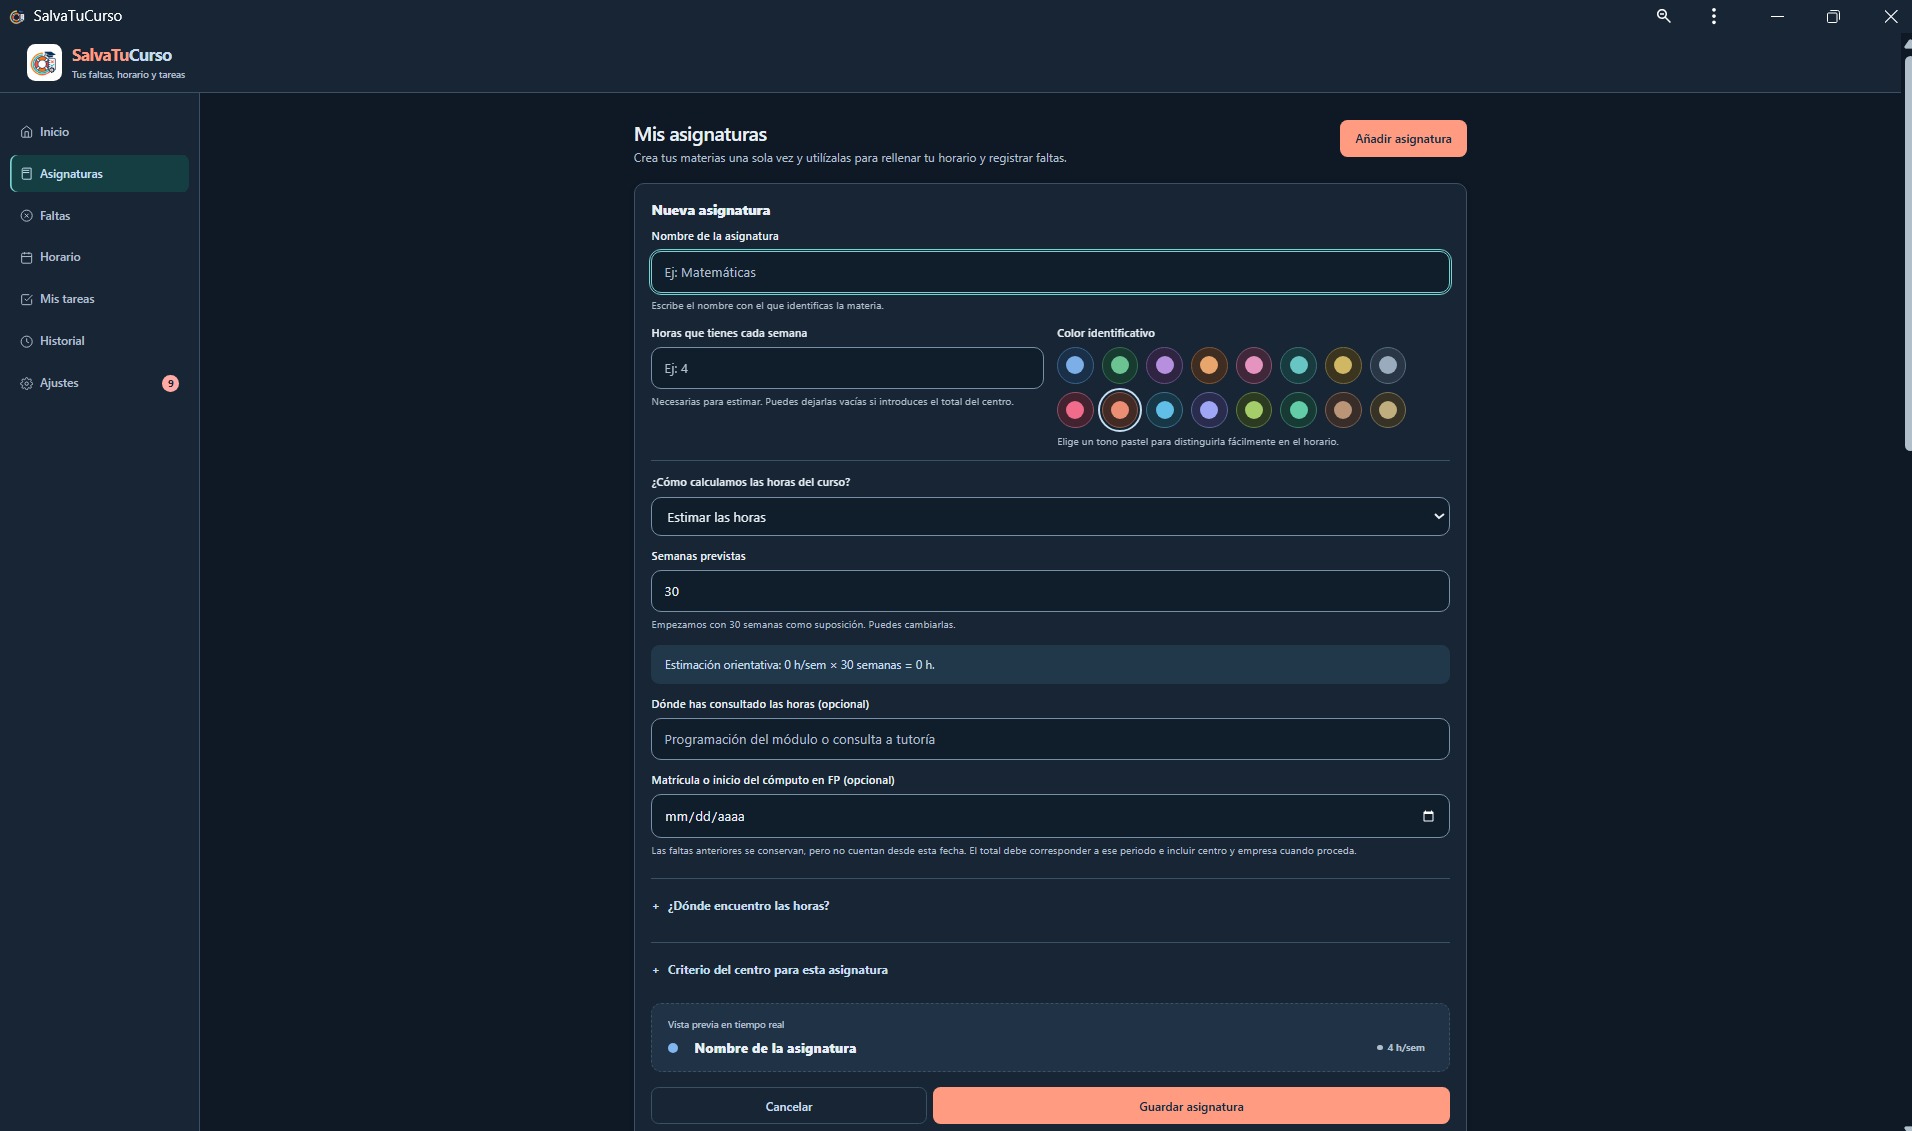 SalvaTuCurso
SalvaTuCurso
Tus faltas, horario y tareas
Inicio
Asignaturas
Faltas
Horario
Mis tareas
Historial
Ajustes 9
Mis asignaturas
Crea tus materias una sola vez y utilízalas para rellenar tu horario y registrar faltas.
Añadir asignatura
Nueva asignatura
Nombre de la asignatura
Ej: Matemáticas
Escribe el nombre con el que identificas la materia.
Horas que tienes cada semana
Ej: 4
Necesarias para estimar. Puedes dejarlas vacías si introduces el total del centro.
Color identificativo
Elige un tono pastel para distinguirla fácilmente en el horario.
¿Cómo calculamos las horas del curso?
Estimar las horas
Semanas previstas
30
Empezamos con 30 semanas como suposición. Puedes cambiarlas.
Estimación orientativa: 0 h/sem × 30 semanas = 0 h.
Dónde has consultado las horas (opcional)
Programación del módulo o consulta a tutoría
Matrícula o inicio del cómputo en FP (opcional)
mm/dd/aaaa
Las faltas anteriores se conservan, pero no cuentan desde esta fecha. El total debe corresponder a ese periodo e incluir centro y empresa cuando proceda.
+ ¿Dónde encuentro las horas?
+ Criterio del centro para esta asignatura
Vista previa en tiempo real
Nombre de la asignatura
4 h/sem
Cancelar
Guardar asignatura